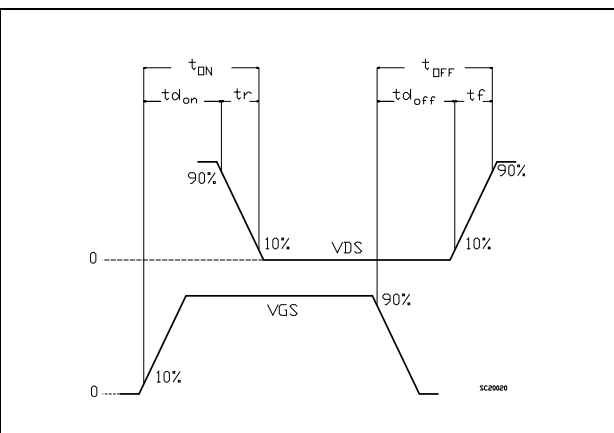 tON tOFF
tdon tr tdoff tf
90% 90%
10% 10%
0 VDS
90%
VGS
10%
0 SC20020